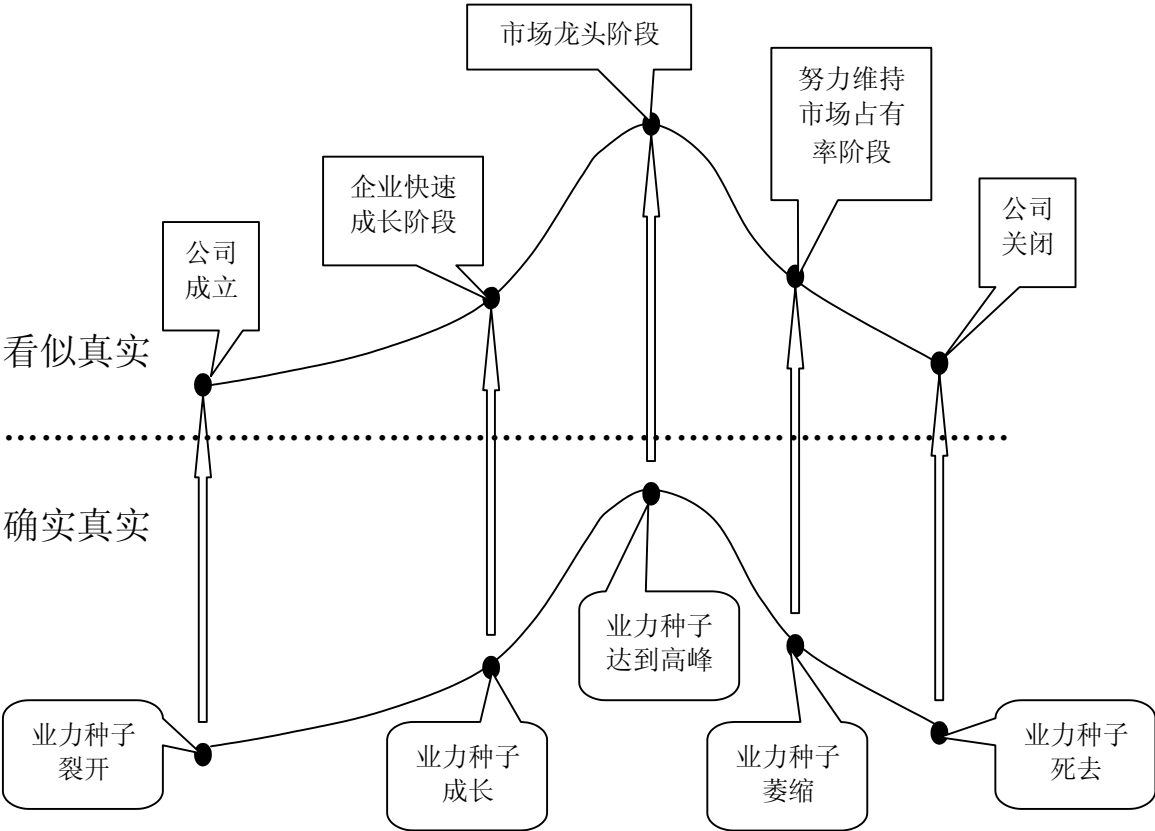 市场龙头阶段
努力维持
市场占有
率阶段
企业快速
成长阶段
公司
关闭
公司
成立
看似真实
确实真实
业力种子
达到高峰
业力种子
裂开
业力种子
成长
业力种子
萎缩
业力种子
死去